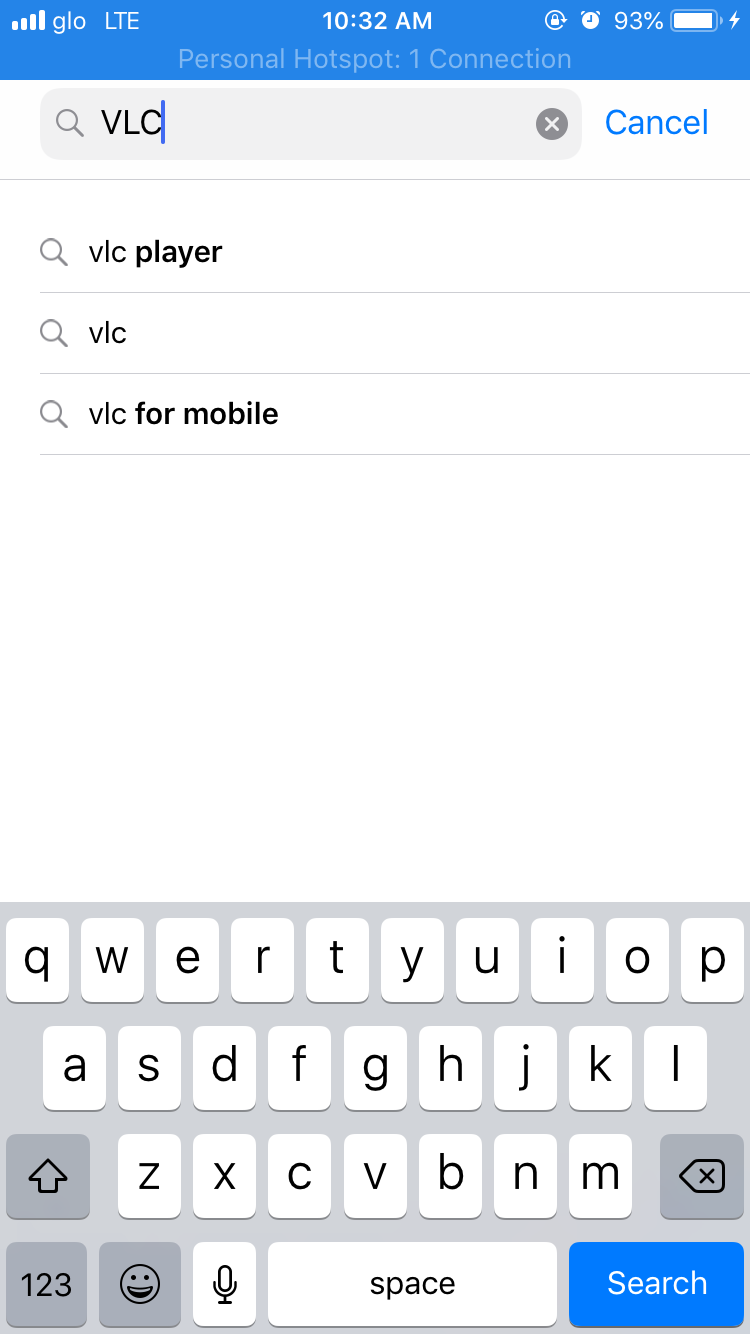 glo LTE 10:32 AM 93%
Personal Hotspot: 1 Connection
VLC Cancel
vlc player
vlc
vlc for mobile
q w e r t y u i o p
a s d f g h j k l
z x c v b n m
123 space Search